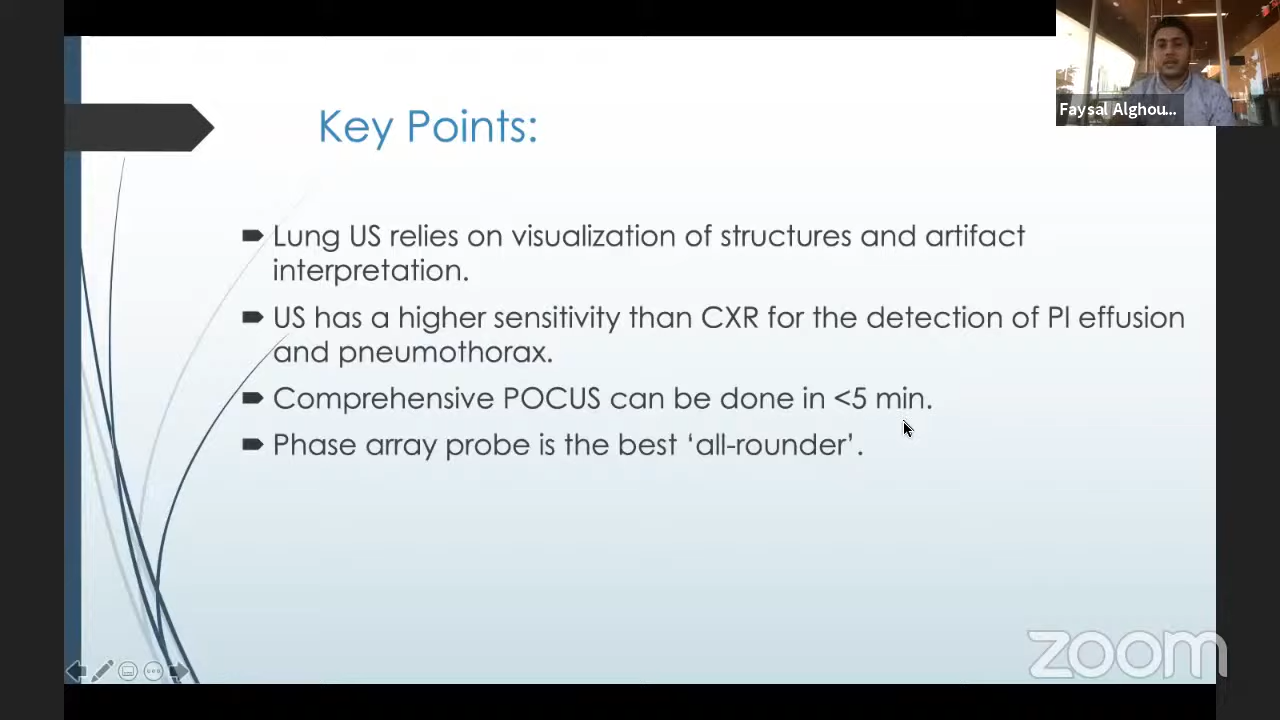 Faysal Alghou...
Key Points:
Lung US relies on visualization of structures and artifact
interpretation.
US has a higher sensitivity than CXR for the detection of Pl effusion
and pneumothorax.
Comprehensive POCUS can be done in <5 min.
Phase array probe is the best ‘all-rounder’.
zoom